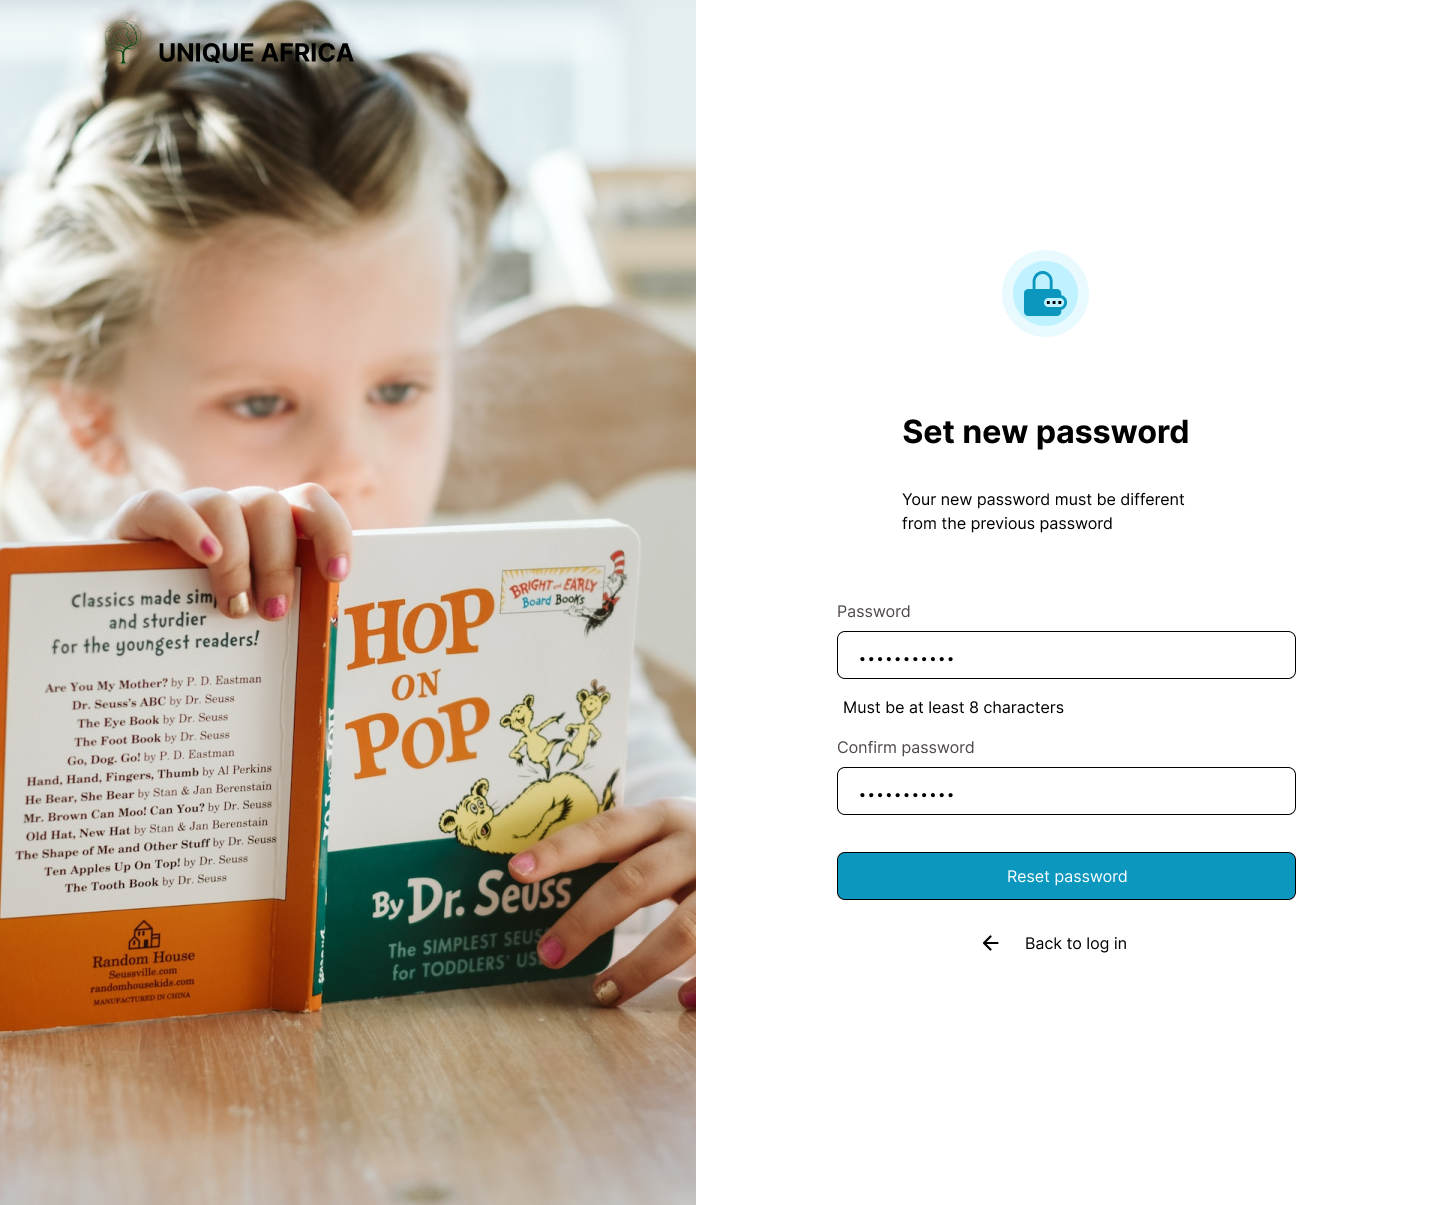 UNIQUE AFRICA
Classics made
and sturdier
for the youngest readers!
Are You My Mother? by P. D. Eastman
Dr. Seuss's ABC by Dr. Seuss
The Eye Book by Dr. Seuss
The Foot Book by Dr. Seuss
Go, Dog. Go! by P. D. Eastman
Hand, Hand, Fingers, Thumb by Al Perkins
He Bear, She Bear by Stan & Jan Berenstain
Mr. Brown Can Moo! Can You? by Dr. Seuss
Old Hat, New Hat by Stan & Jan Berenstain
The Shape of Me and Other Stuff by Dr. Seuss
Ten Apples Up On Top! by Dr. Seuss
The Tooth Book by Dr. Seuss
Random House
Seussville.com
randomhousekids.com
MANUFACTURED IN CHINA
BRIGHT and EARLY
Board Books
HOP
ON
POP
By Dr. Seuss
The SIMPLEST
for TODDLERS'
Set new password
Your new password must be different
from the previous password
Password
Must be at least 8 characters
Confirm password
Reset password
Back to log in